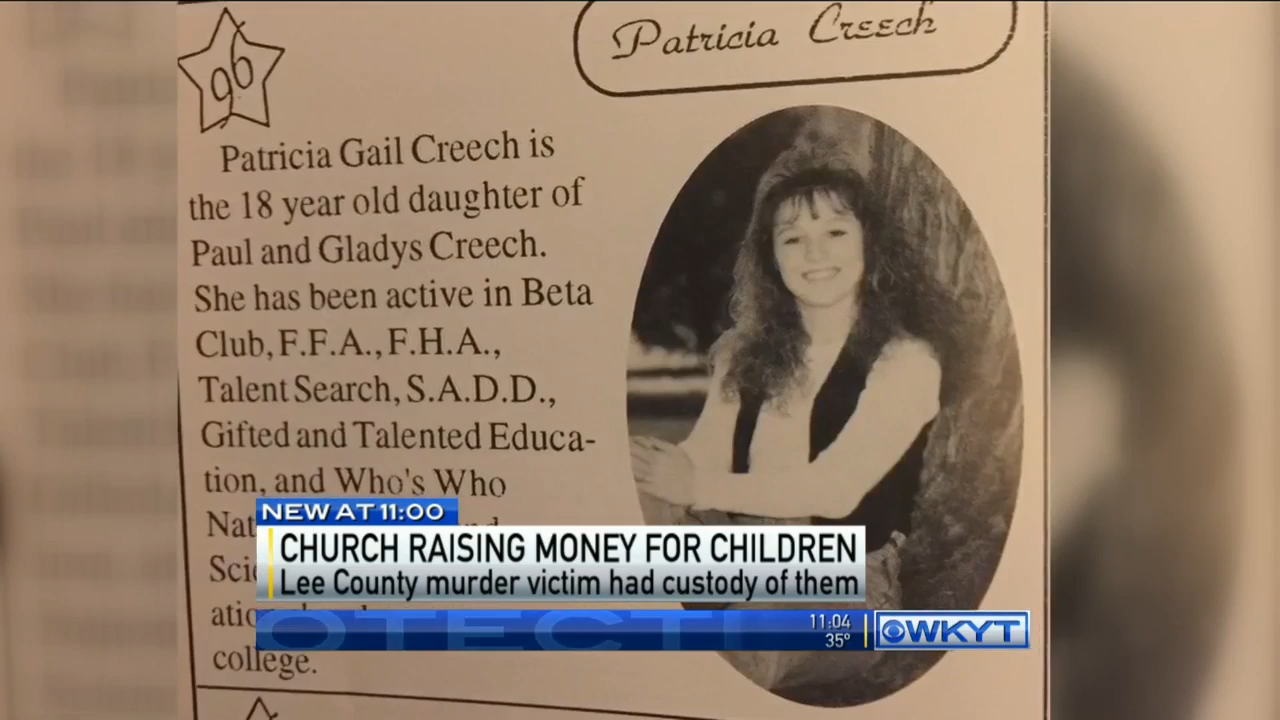 96
Patricia Creech
Patricia Gail Creech is
the 18 year old daughter of
Paul and Gladys Creech.
She has been active in Beta
Club, F.F.A., F.H.A.,
Talent Search, S.A.D.D.,
Gifted and Talented Educa-
tion, and Who's Who
college.
NEW AT 11:00
CHURCH RAISING MONEY FOR CHILDREN
Lee County murder victim had custody of them
11:04
35°
WKYT